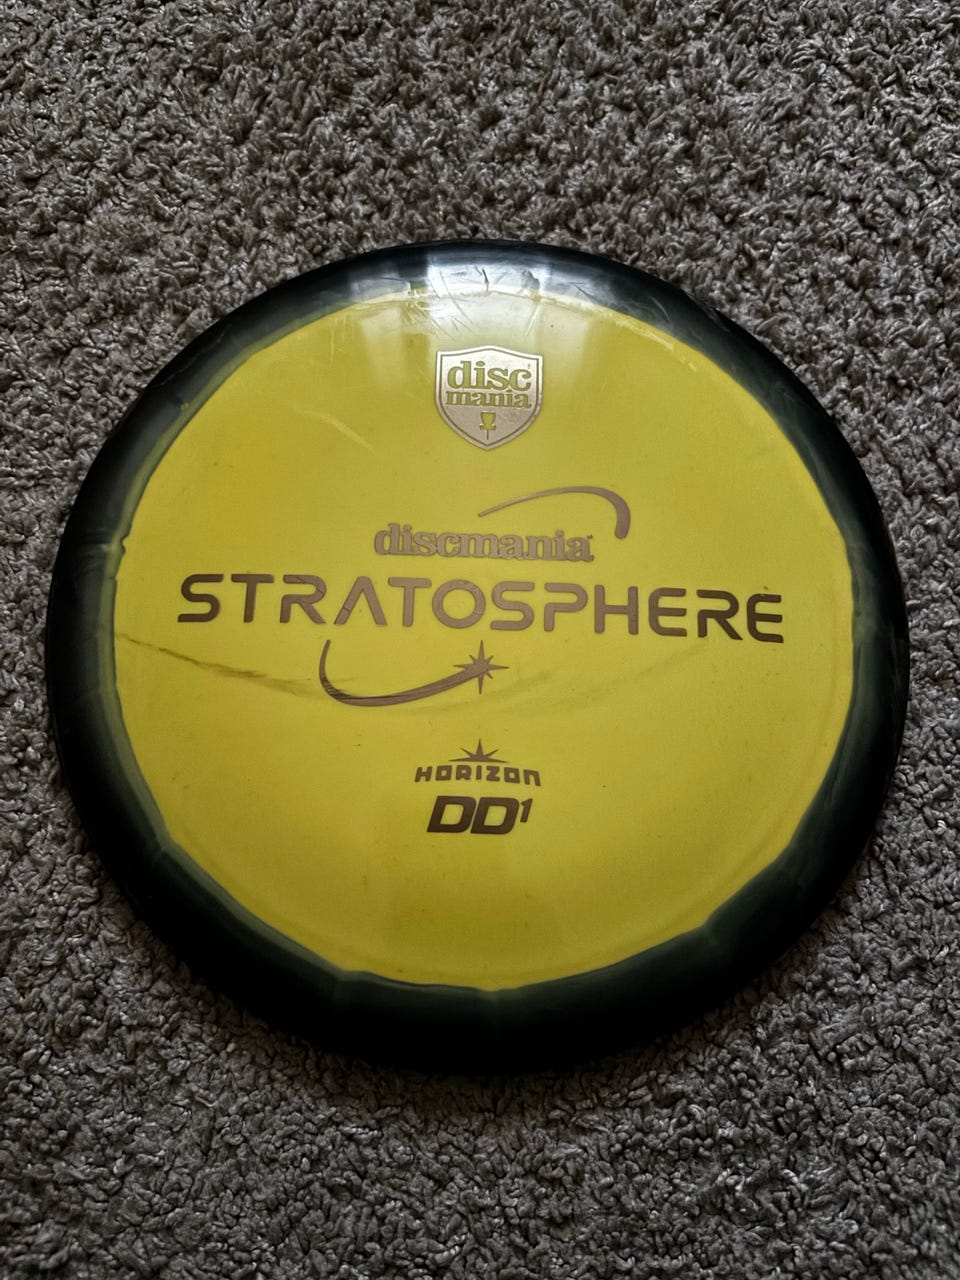 disc
mania
discmania
STRATOSPHERE
HORIZON
DD1